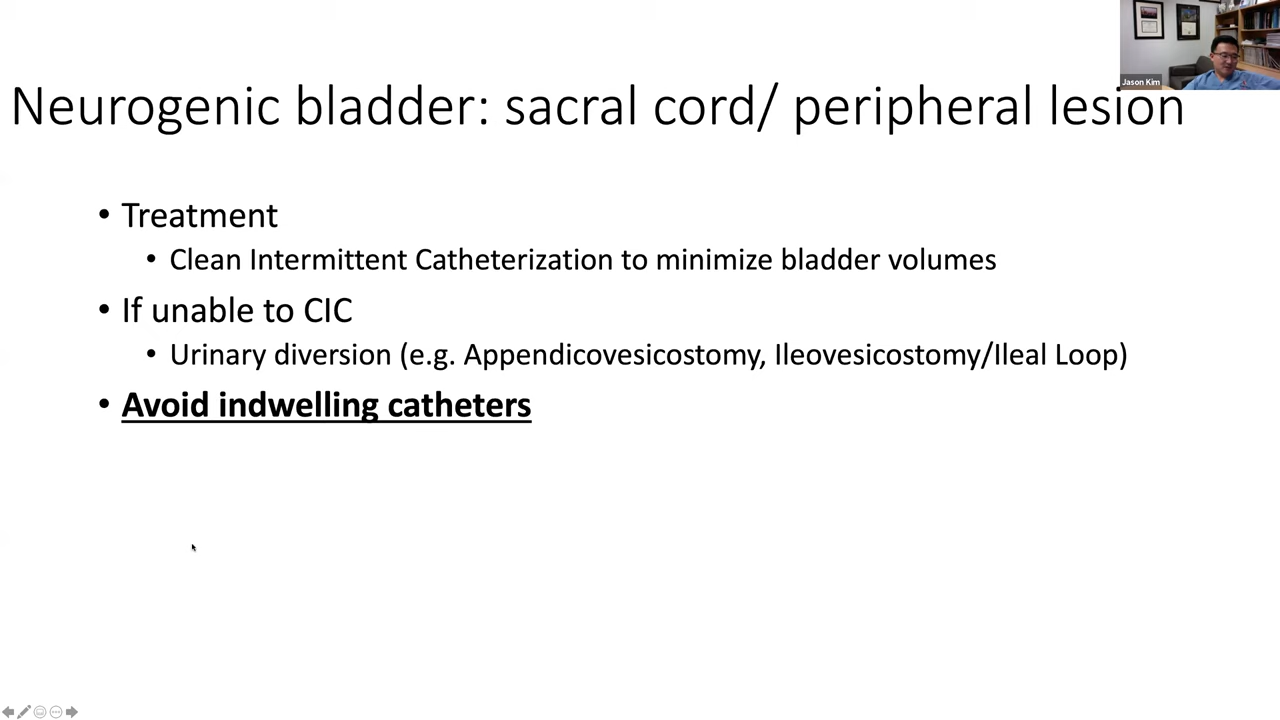 Jason Kim
Neurogenic bladder: sacral cord/ peripheral lesion
• Treatment
• Clean Intermittent Catheterization to minimize bladder volumes
• If unable to CIC
• Urinary diversion (e.g. Appendicovesicostomy, Ileovesicostomy/Ileal Loop)
• Avoid indwelling catheters